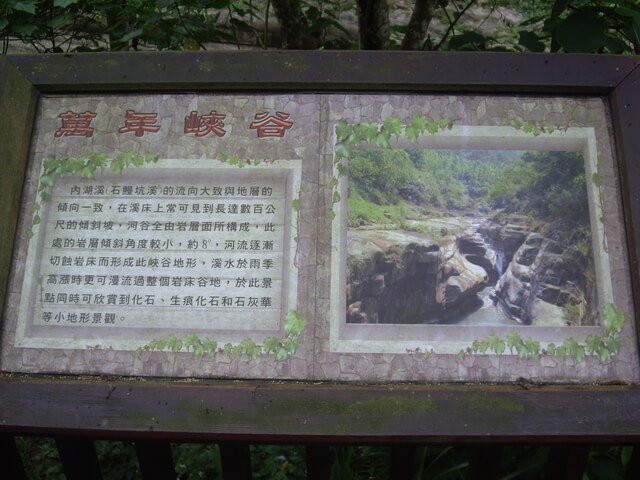 萬年峽谷
內湖溪(石鰻坑溪)的流向大致與地層的
傾向一致，在溪床上常可見到長達數百公
尺的傾斜坡，河谷全由岩層面所構成，此
處的岩層傾斜角度較小，約8°，河流逐漸
切蝕岩床而形成此峽谷地形，溪水於雨季
高漲時更可漫流過整個岩床谷地，於此景
點同時可欣賞到化石、生痕化石和石灰華
等小地形景觀。